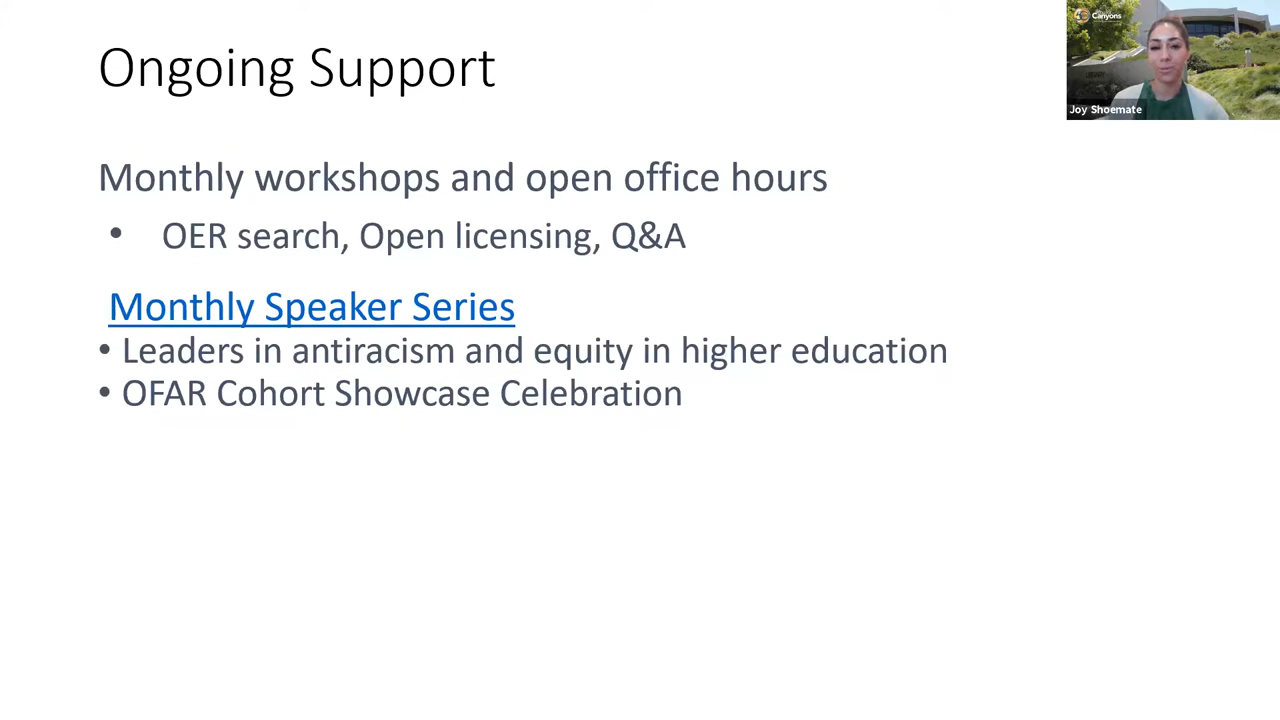 Ongoing Support
Canyons
Joy Shoemate
Monthly workshops and open office hours
• OER search, Open licensing, Q&A
Monthly Speaker Series
• Leaders in antiracism and equity in higher education
• OFAR Cohort Showcase Celebration